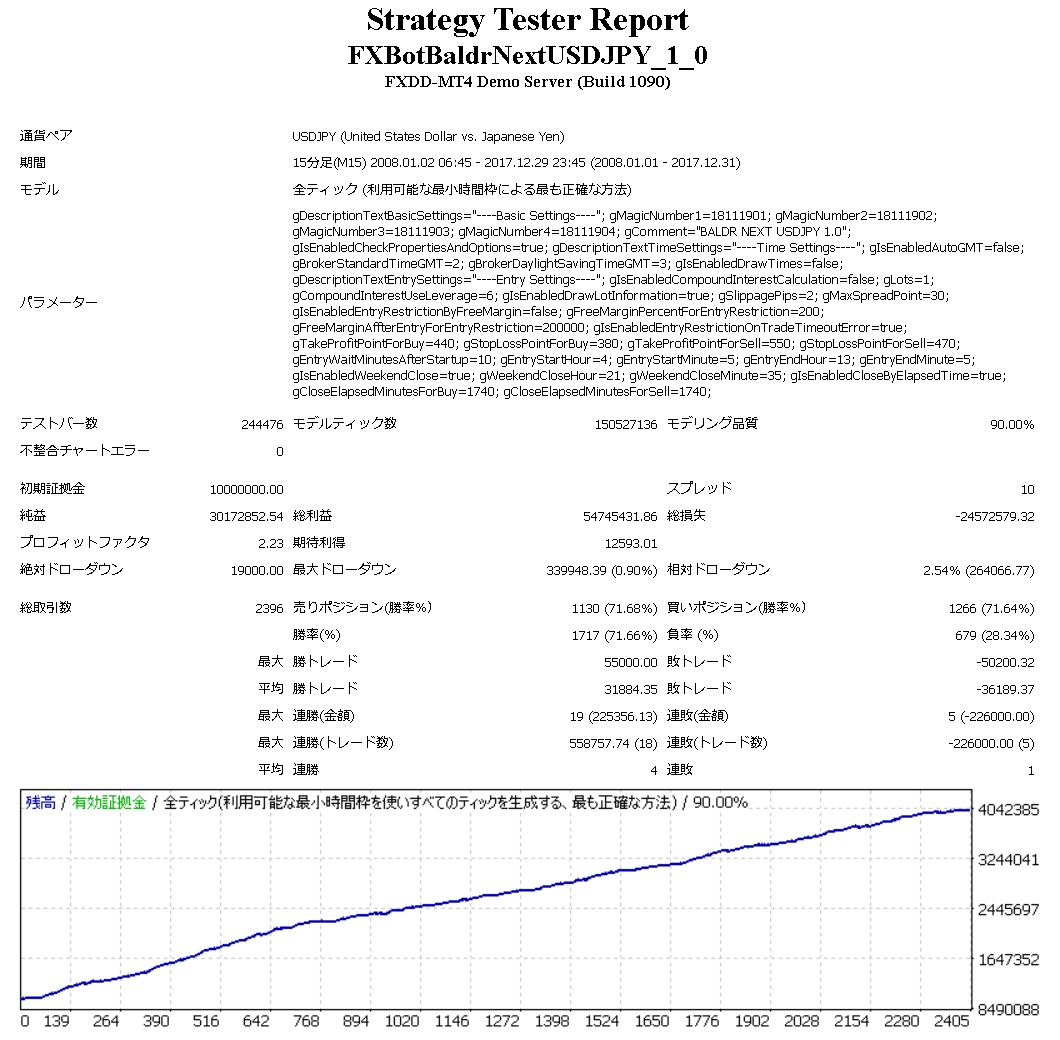 Strategy Tester Report
FXBotBaldrNextUSDJPY_1_0
FXDD-MT4 Demo Server (Build 1090)
通貨ペア USDJPY (United States Dollar vs. Japanese Yen)
期間 15分足(M15) 2008.01.02 06:45 - 2017.12.29 23:45 (2008.01.01 - 2017.12.31)
モデル 全ティック (利用可能な最小時間枠による最も正確な方法)
パラメーター
gDescriptionTextBasicSettings="----Basic Settings----"; gMagicNumber1=18111901; gMagicNumber2=18111902;
gMagicNumber3=18111903; gMagicNumber4=18111904; gComment="BALDR NEXT USDJPY 1.0";
gIsEnabledCheckPropertiesAndOptions=true; gDescriptionTextTimeSettings="----Time Settings----"; gIsEnabledAutoGMT=false;
gBrokerStandardTimeGMT=2; gBrokerDaylightSavingTimeGMT=3; gIsEnabledDrawTimes=false;
gDescriptionTextEntrySettings="----Entry Settings----"; gIsEnabledCompoundInterestCalculation=false; gLots=1;
gCompoundInterestUseLeverage=6; gIsEnabledDrawLotInformation=true; gSlippagePips=2; gMaxSpreadPoint=30;
gIsEnabledEntryRestrictionByFreeMargin=false; gFreeMarginPercentForEntryRestriction=200;
gFreeMarginAffterEntryForEntryRestriction=200000; gIsEnabledEntryRestrictionOnTradeTimeoutError=true;
gTakeProfitPointForBuy=440; gStopLossPointForBuy=380; gTakeProfitPointForSell=550; gStopLossPointForSell=470;
gEntryWaitMinutesAfterStartup=10; gEntryStartHour=4; gEntryStartMinute=5; gEntryEndHour=13; gEntryEndMinute=5;
gIsEnabledWeekendClose=true; gWeekendCloseHour=21; gWeekendCloseMinute=35; gIsEnabledCloseByElapsedTime=true;
gCloseElapsedMinutesForBuy=1740; gCloseElapsedMinutesForSell=1740;
テストバー数 244476 モデルティック数 150527136 モデリング品質 90.00%
不整合チャートエラー 0
初期証拠金 10000000.00 スプレッド 10
純益 30172852.54 総利益 54745431.86 総損失 -24572579.32
プロフィットファクタ 2.23 期待利得 12593.01
絶対ドローダウン 19000.00 最大ドローダウン 339948.39 (0.90%) 相対ドローダウン 2.54% (264066.77)
総取引数 2396 売りポジション(勝率%) 1130 (71.68%) 買いポジション(勝率%) 1266 (71.64%)
勝率(%) 1717 (71.66%) 負率 (%) 679 (28.34%)
最大 勝トレード 55000.00 敗トレード -50200.32
平均 勝トレード 31884.35 敗トレード -36189.37
最大 連勝(金額) 19 (225356.13) 連敗(金額) 5 (-226000.00)
最大 連勝(トレード数) 558757.74 (18) 連敗(トレード数) -226000.00 (5)
平均 連勝 4 連敗 1
残高 / 有効証拠金 / 全ティック(利用可能な最小時間枠を使いすべてのティックを生成する、最も正確な方法) / 90.00%
4042385
3244041
2445697
1647352
8490088
0 139 264 390 516 642 768 894 1020 1146 1272 1398 1524 1650 1776 1902 2028 2154 2280 2405